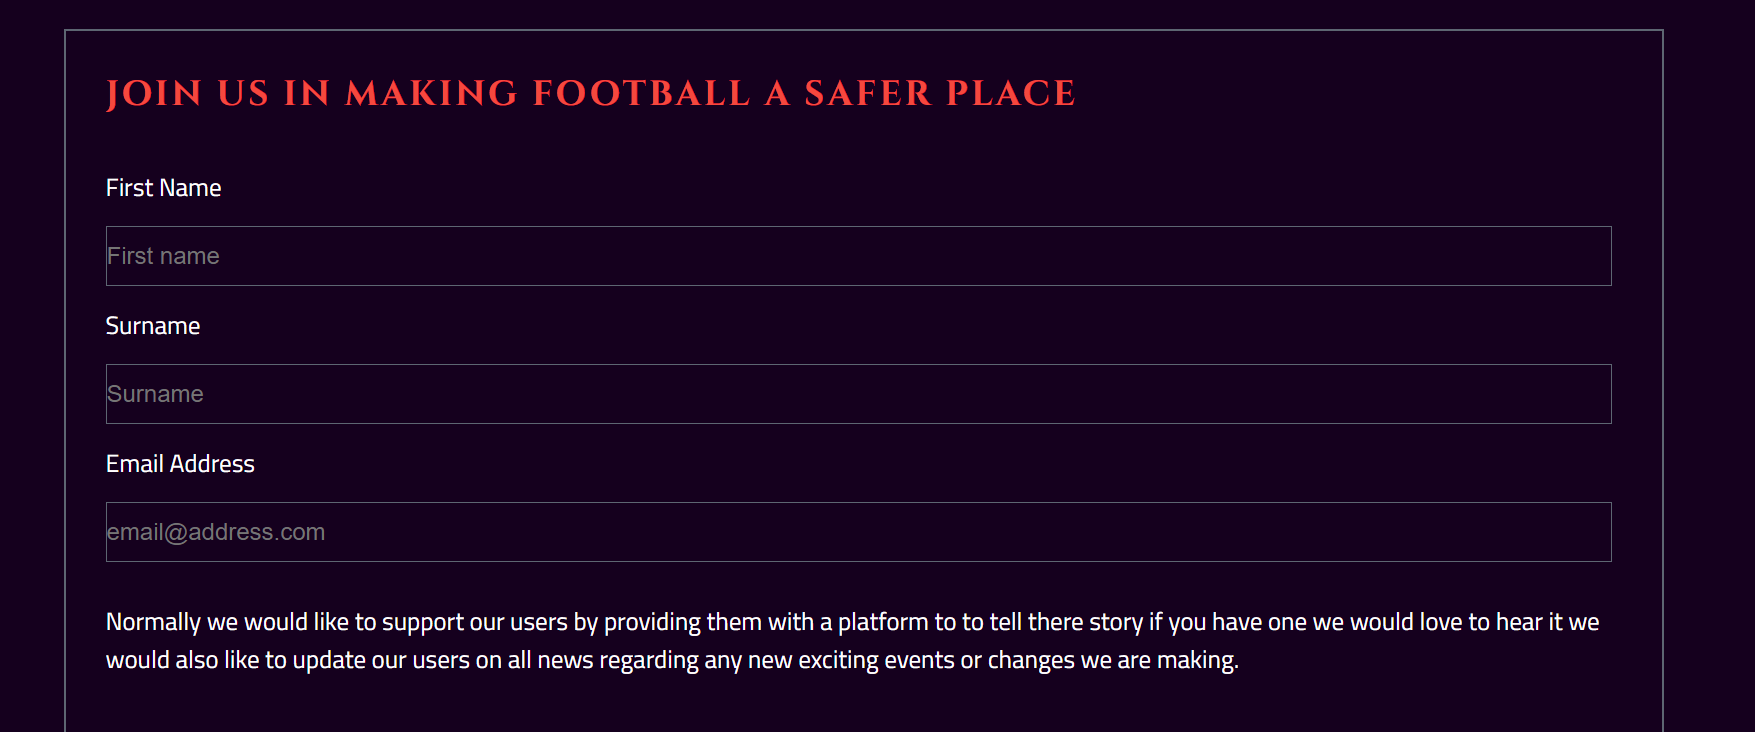 JOIN US IN MAKING FOOTBALL A SAFER PLACE
First Name
First name
Surname
Surname
Email Address
email@address.com
Normally we would like to support our users by providing them with a platform to to tell there story if you have one we would love to hear it we
would also like to update our users on all news regarding any new exciting events or changes we are making.